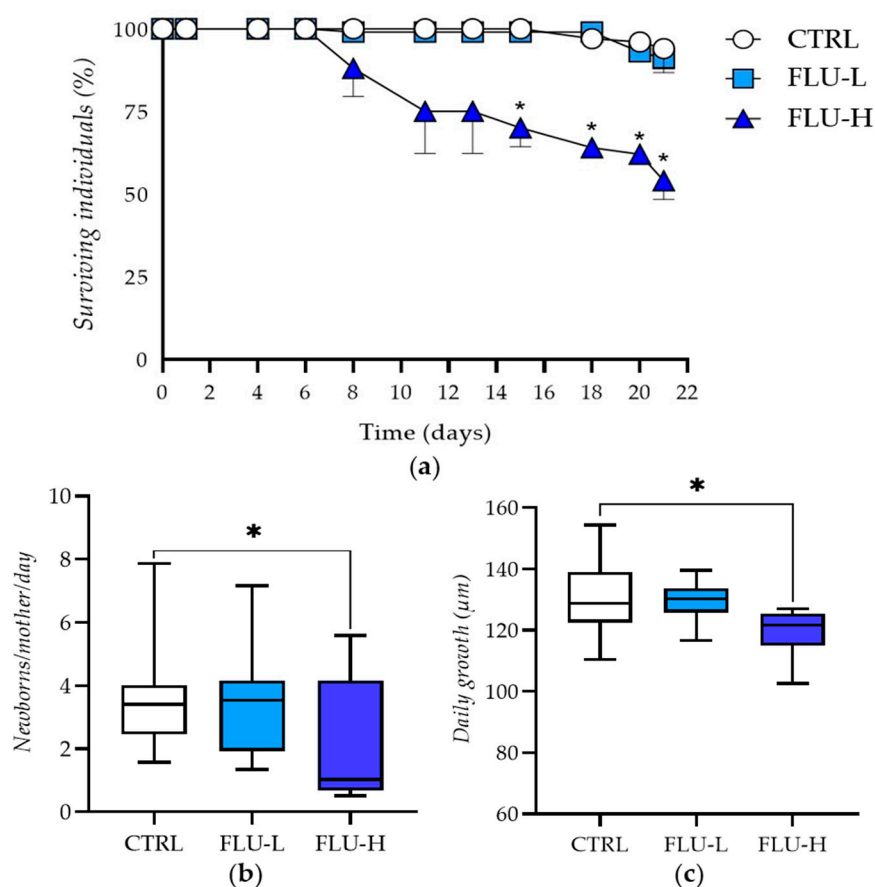 100
75
50
25
0
Surviving individuals (%)
* * * *
CTRL
FLU-L
FLU-H
0 2 4 6 8 10 12 14 16 18 20 22
Time (days)
(a)
10
8
6
4
2
0
Newborns/mother/day
*
CTRL FLU-L FLU-H
(b)
160
140
120
100
80
60
Daily growth (µm)
*
CTRL FLU-L FLU-H
(c)